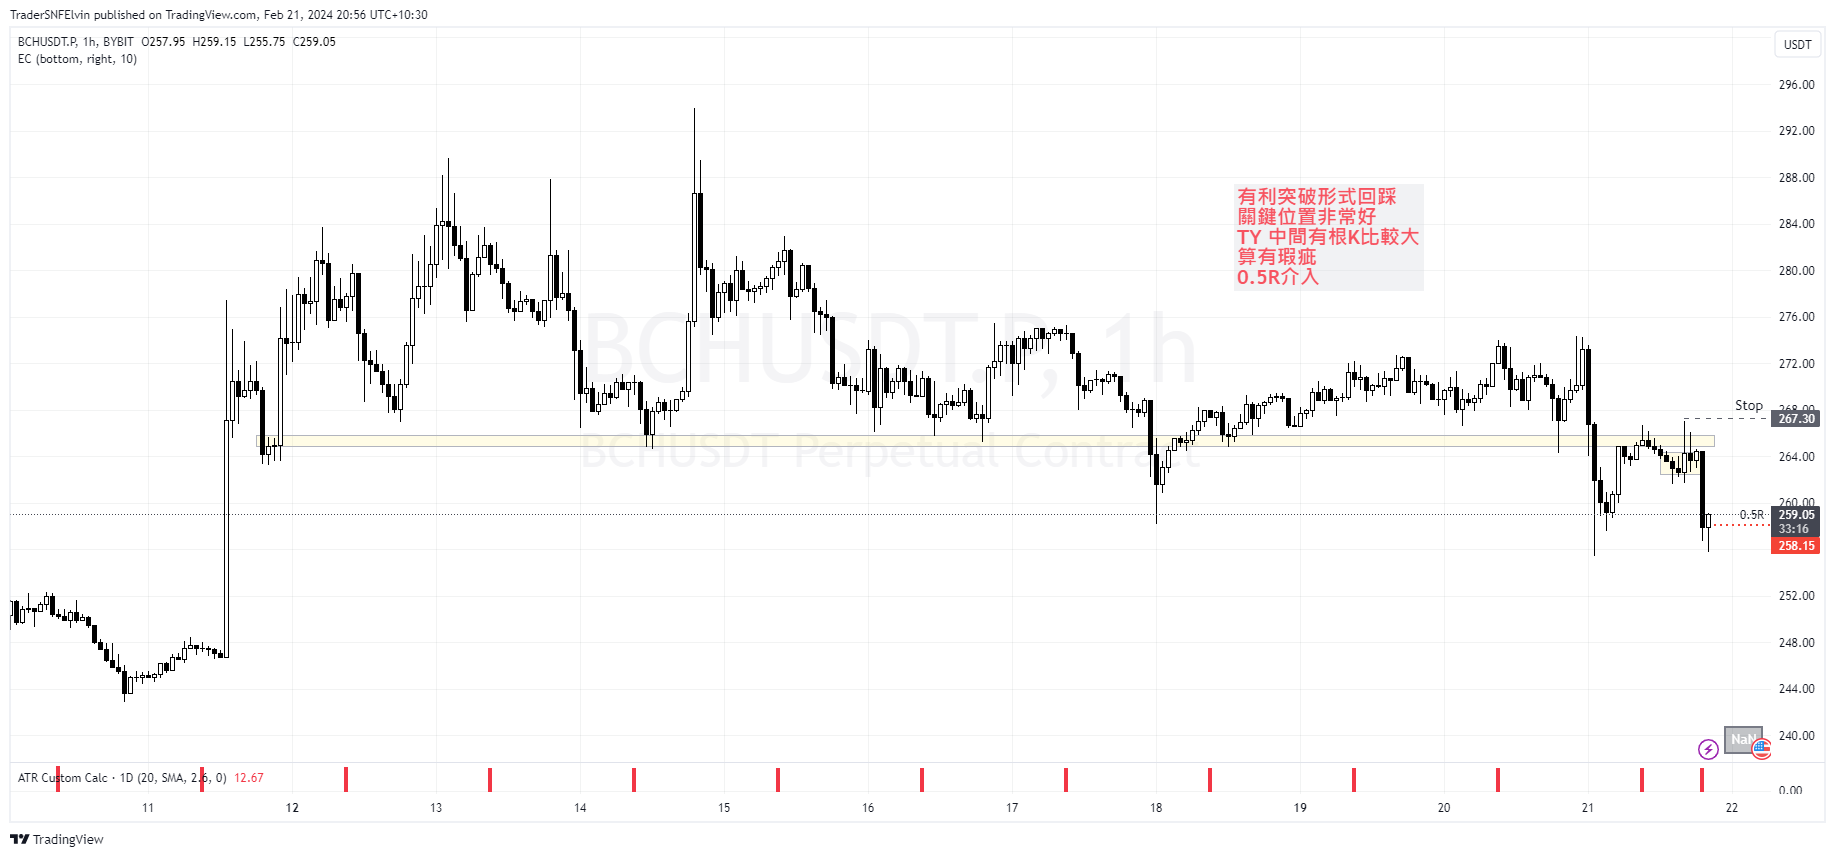 TraderSNFElvin published on TradingView.com, Feb 21, 2024 20:56 UTC+10:30
BCHUSDT.P, 1h, BYBIT O257.95 H259.15 L255.75 C259.05
EC (bottom, right, 10)
USDT
296.00
292.00
288.00
284.00
280.00
276.00
272.00
268.00
264.00
260.00
252.00
248.00
244.00
240.00
有利突破形式回踩
關鍵位置非常好
TY 中間有根K比較大
算有瑕疵
0.5R介入
BCHUSDT.P, 1h
BCHUSDT Perpetual Contract
Stop
267.30
0.5R
259.05
33:16
258.15
NaN
ATR Custom Calc · 1D (20, SMA, 2.6, 0) 12.67
0.00
11 12 13 14 15 16 17 18 19 20 21 22
TradingView